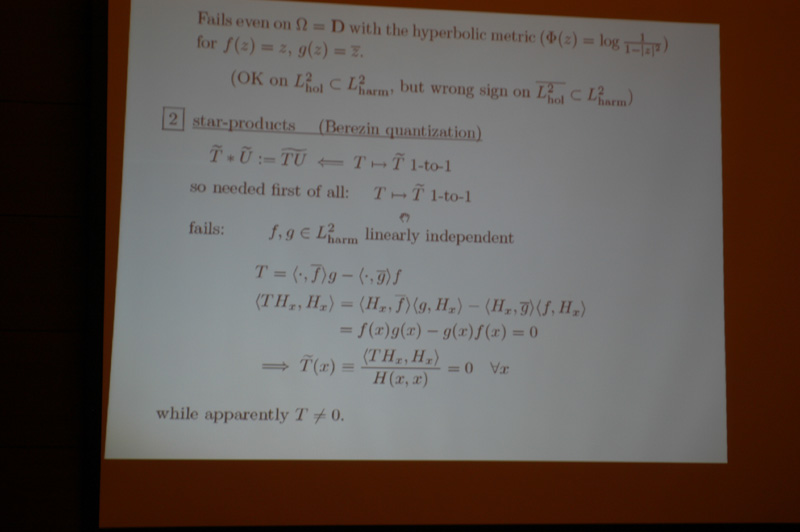 Fails even on Ω = D with the hyperbolic metric (Φ(z) = log 1/(1−|z|²))
for f(z) = z, g(z) = z̅.
(OK on L²_hol ⊂ L²_harm, but wrong sign on \overline{L²_hol} ⊂ L²_harm)
2 star-products (Berezin quantization)
T̃ ∗ Ũ := \widetilde{TU} ⟸ T ↦ T̃ 1-to-1
so needed first of all: T ↦ T̃ 1-to-1
fails: f, g ∈ L²_harm linearly independent
T = ⟨·, f̅⟩g − ⟨·, g̅⟩f
⟨TH_x, H_x⟩ = ⟨H_x, f̅⟩⟨g, H_x⟩ − ⟨H_x, g̅⟩⟨f, H_x⟩
= f(x)g(x) − g(x)f(x) = 0
⟹ T̃(x) ≡ ⟨TH_x, H_x⟩/H(x, x) = 0 ∀x
while apparently T ≠ 0.